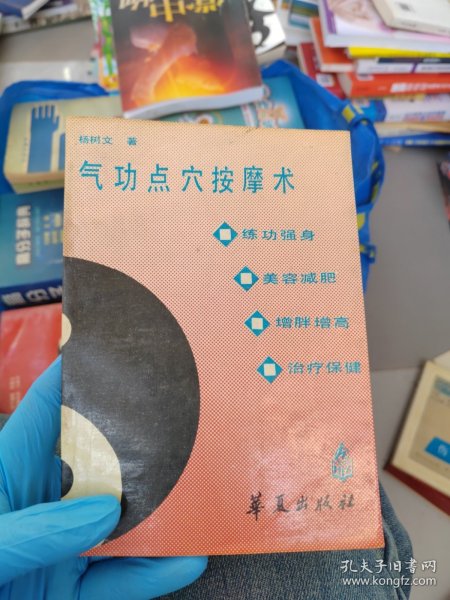 杨树文 著
气功点穴按摩术
练功强身
美容减肥
增胖增高
治疗保健
华夏出版社
孔夫子旧书网
www.kongfz.com